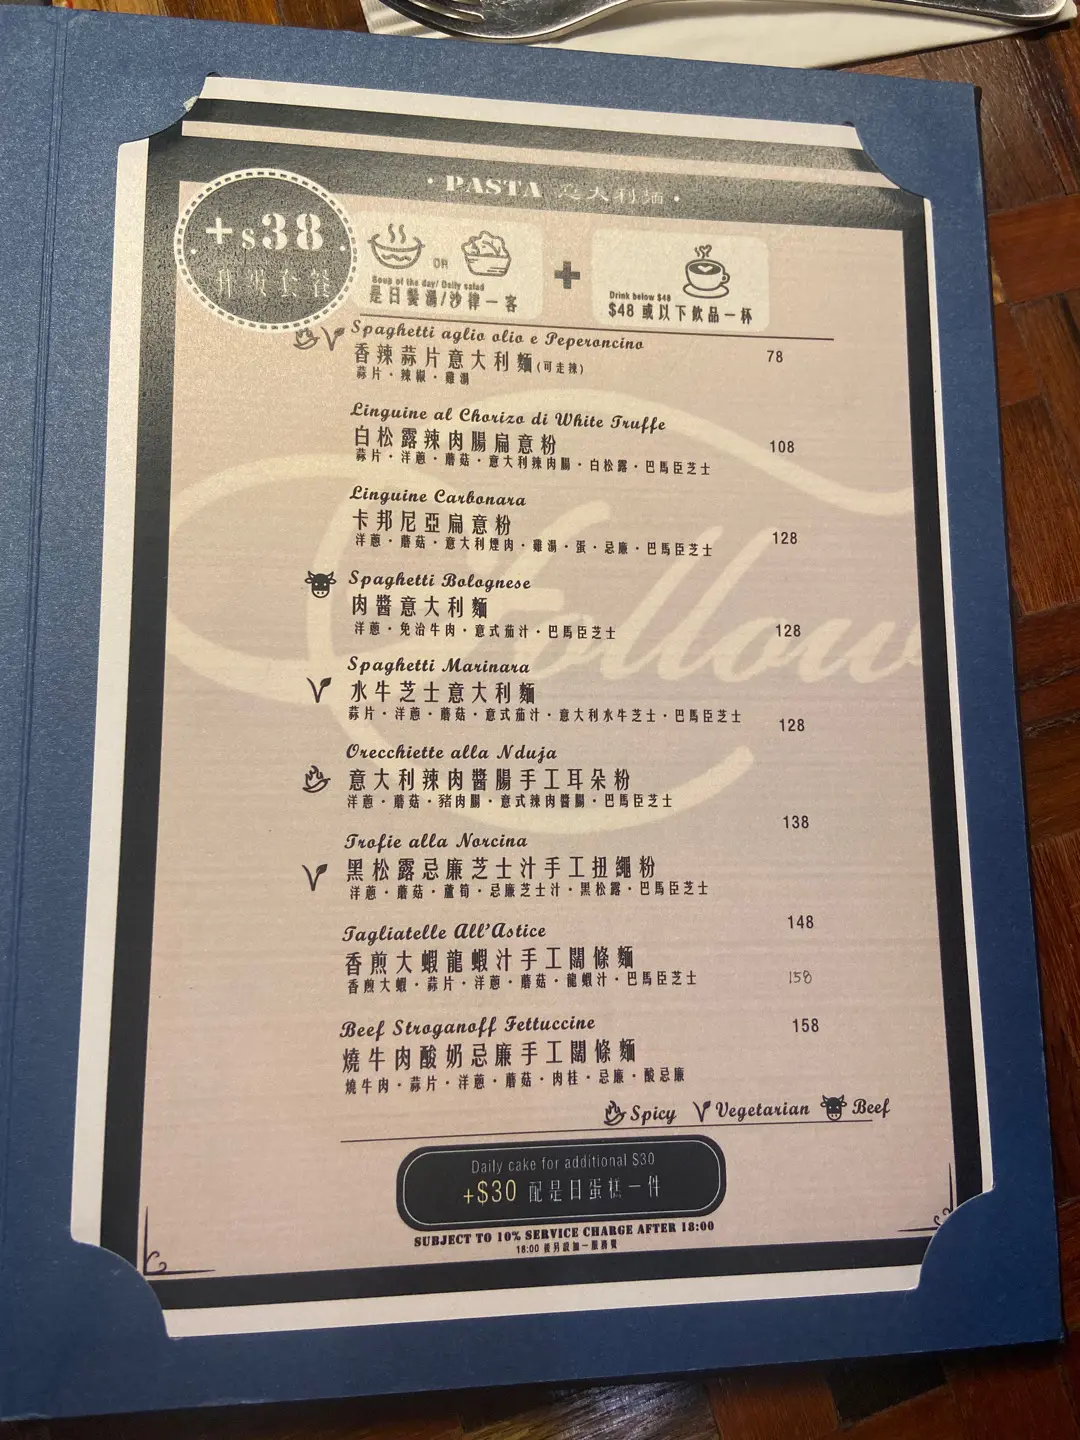 · PASTA 意大利麵 ·
+$38
升級套餐
OR
Soup of the day/ Daily salad
是日餐湯/沙律一客
+
Drink below $48
$48 或以下飲品一杯
Spaghetti aglio olio e Peperoncino
香辣蒜片意大利麵(可走辣) 78
蒜片・辣椒・雞湯
Linguine al Chorizo di White Truffe
白松露辣肉腸扁意粉 108
蒜片・洋蔥・蘑菇・意大利辣肉腸・白松露・巴馬臣芝士
Linguine Carbonara
卡邦尼亞扁意粉 128
洋蔥・蘑菇・意大利煙肉・雞湯・蛋・忌廉・巴馬臣芝士
Spaghetti Bolognese
肉醬意大利麵
洋蔥・免治牛肉・意式茄汁・巴馬臣芝士 128
Spaghetti Marinara
水牛芝士意大利麵
蒜片・洋蔥・蘑菇・意式茄汁・意大利水牛芝士・巴馬臣芝士 128
Orecchiette alla Nduja
意大利辣肉醬腸手工耳朵粉
洋蔥・蘑菇・豬肉腸・意式辣肉醬腸・巴馬臣芝士
138
Trofie alla Norcina
黑松露忌廉芝士汁手工扭繩粉
洋蔥・蘑菇・蘆筍・忌廉芝士汁・黑松露・巴馬臣芝士
148
Tagliatelle All'Astice
香煎大蝦龍蝦汁手工闊條麵
香煎大蝦・蒜片・洋蔥・蘑菇・龍蝦汁・巴馬臣芝士 158
Beef Stroganoff Fettuccine 158
燒牛肉酸奶忌廉手工闊條麵
燒牛肉・蒜片・洋蔥・蘑菇・肉桂・忌廉・酸忌廉
Spicy Vegetarian Beef
Daily cake for additional $30
+$30 配是日蛋糕一件
SUBJECT TO 10% SERVICE CHARGE AFTER 18:00
18:00 後另設加一服務費
Follow